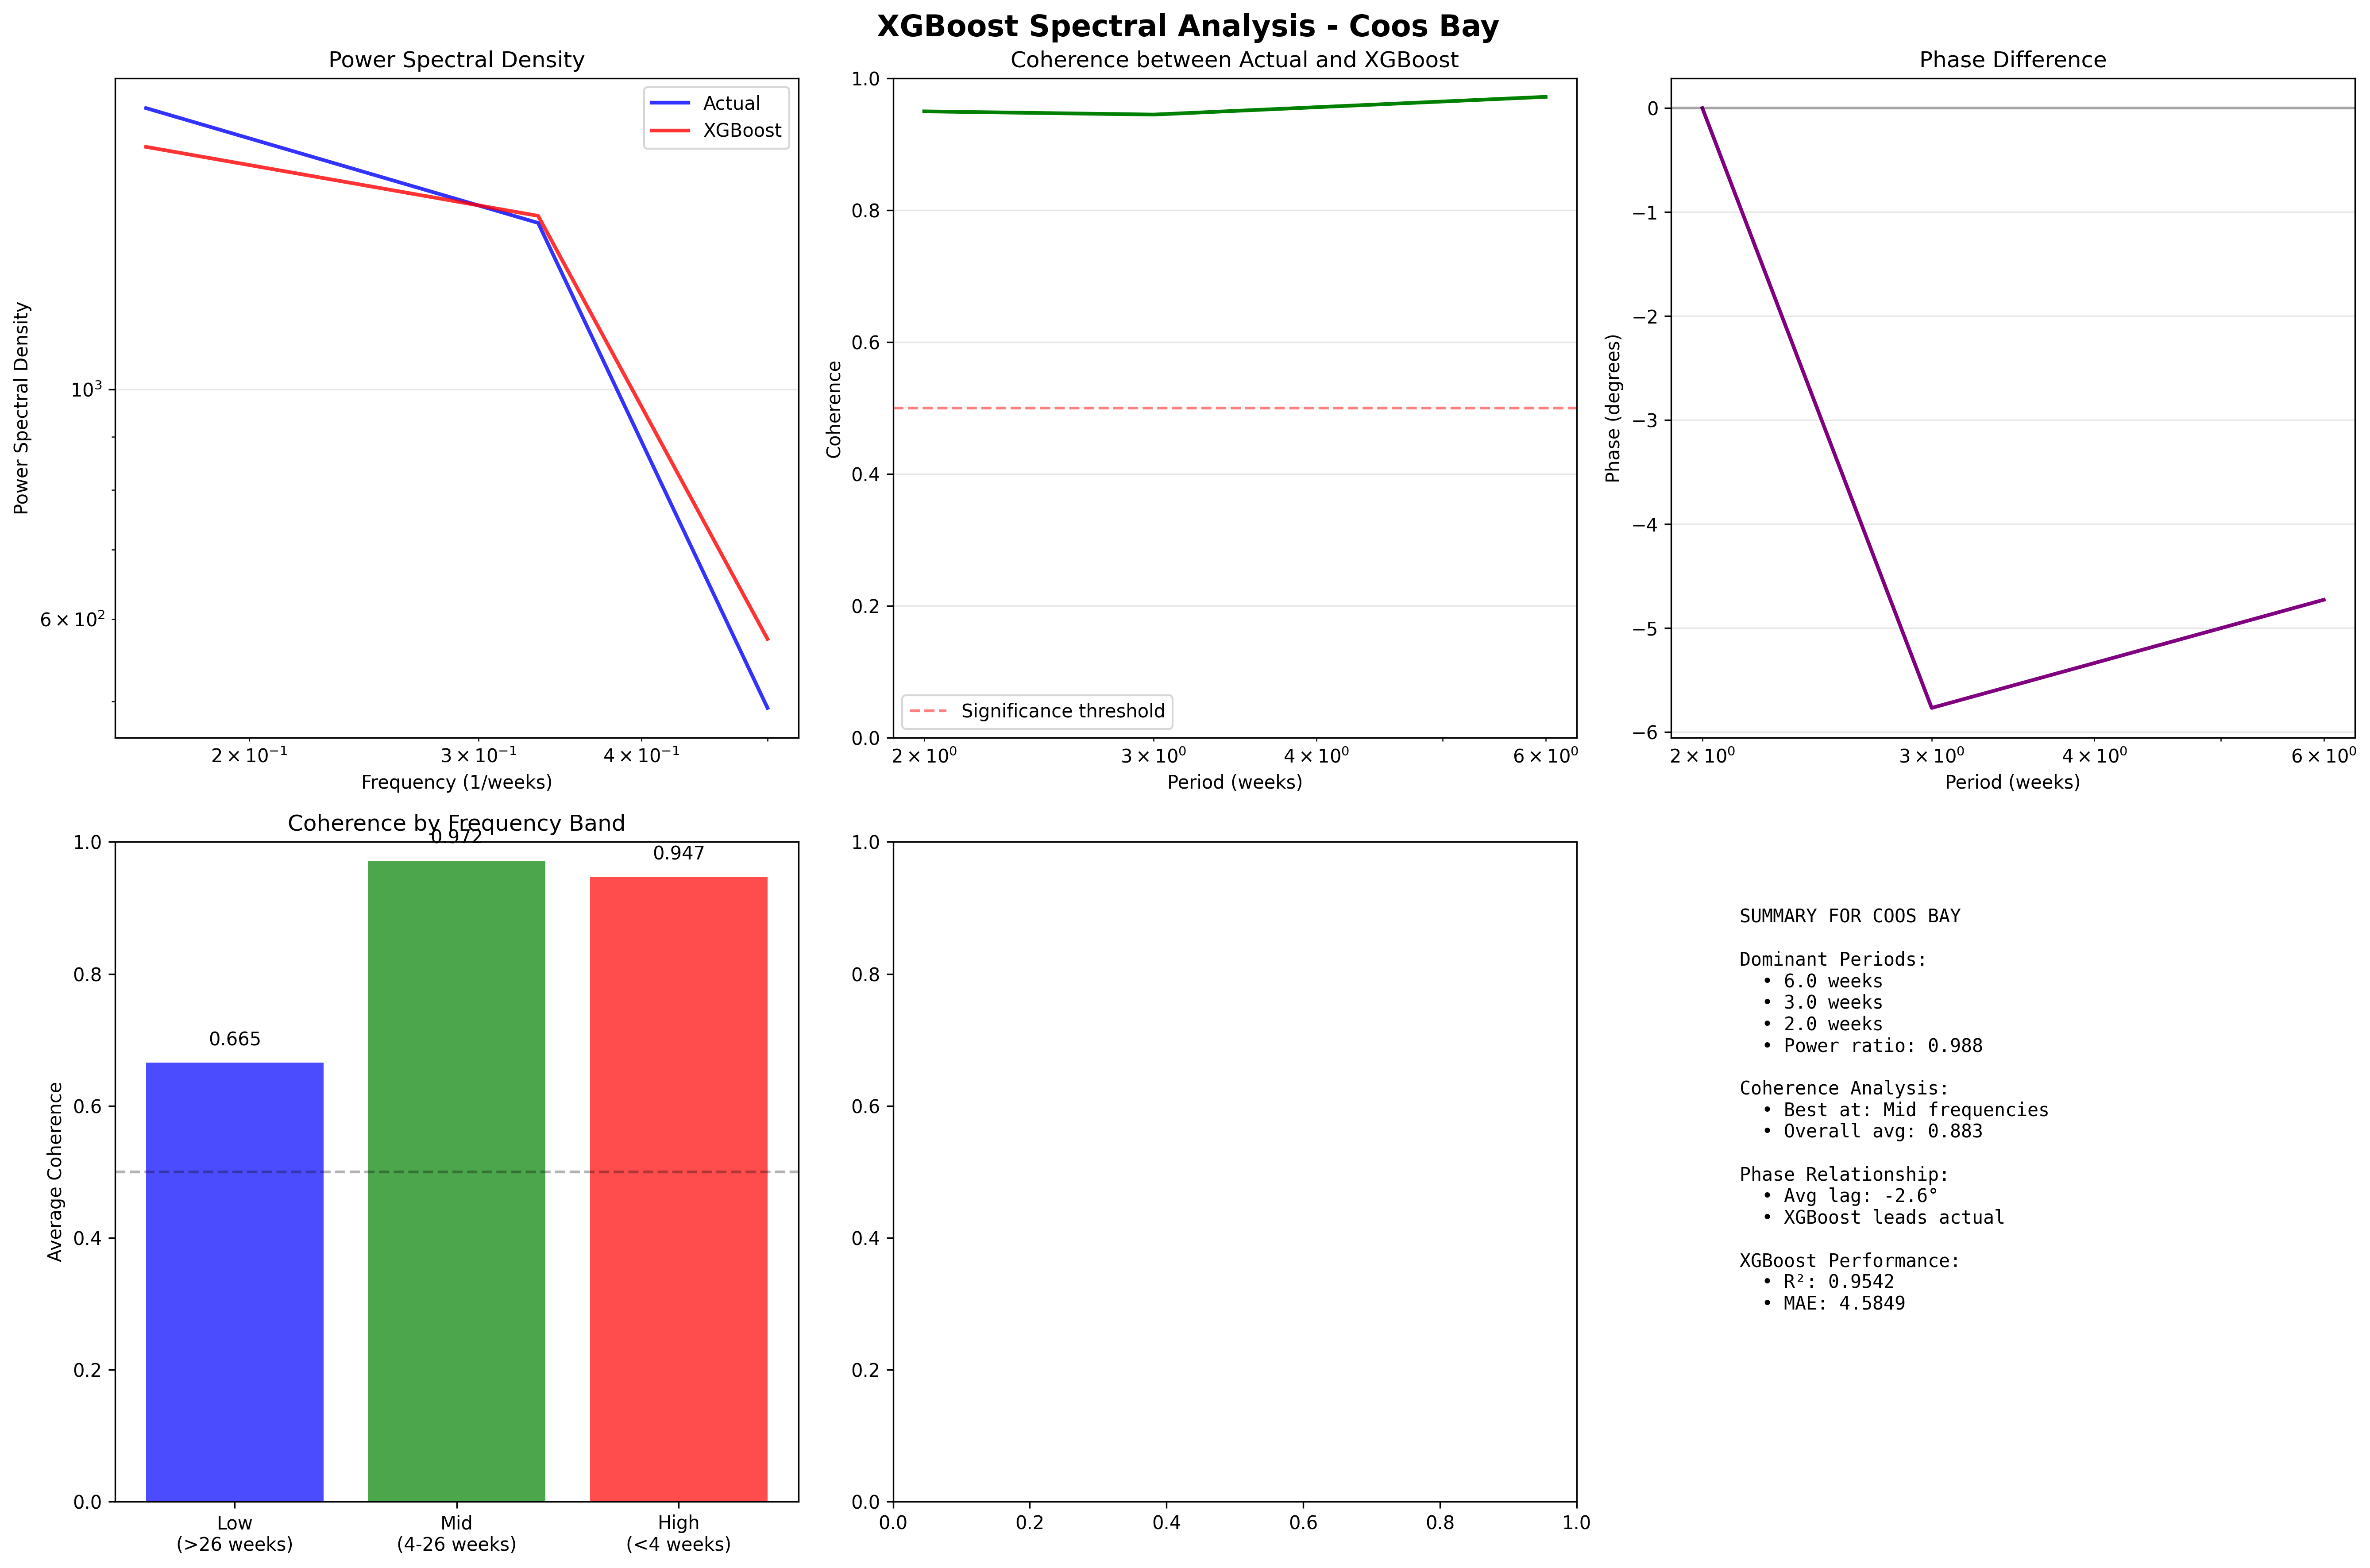 XGBoost Spectral Analysis - Coos Bay
Power Spectral Density
Actual
XGBoost
Power Spectral Density
10³
6 × 10²
2 × 10⁻¹
3 × 10⁻¹
4 × 10⁻¹
Frequency (1/weeks)
Coherence between Actual and XGBoost
Coherence
1.0
0.8
0.6
0.4
0.2
0.0
Significance threshold
2 × 10⁰
3 × 10⁰
4 × 10⁰
6 × 10⁰
Period (weeks)
Phase Difference
Phase (degrees)
0
−1
−2
−3
−4
−5
−6
2 × 10⁰
3 × 10⁰
4 × 10⁰
6 × 10⁰
Period (weeks)
Coherence by Frequency Band
Average Coherence
1.0
0.8
0.6
0.4
0.2
0.0
0.665
0.972
0.947
Low
(>26 weeks)
Mid
(4-26 weeks)
High
(<4 weeks)
1.0
0.8
0.6
0.4
0.2
0.0
0.0
0.2
0.4
0.6
0.8
1.0
SUMMARY FOR COOS BAY
Dominant Periods:
• 6.0 weeks
• 3.0 weeks
• 2.0 weeks
• Power ratio: 0.988
Coherence Analysis:
• Best at: Mid frequencies
• Overall avg: 0.883
Phase Relationship:
• Avg lag: -2.6°
• XGBoost leads actual
XGBoost Performance:
• R²: 0.9542
• MAE: 4.5849